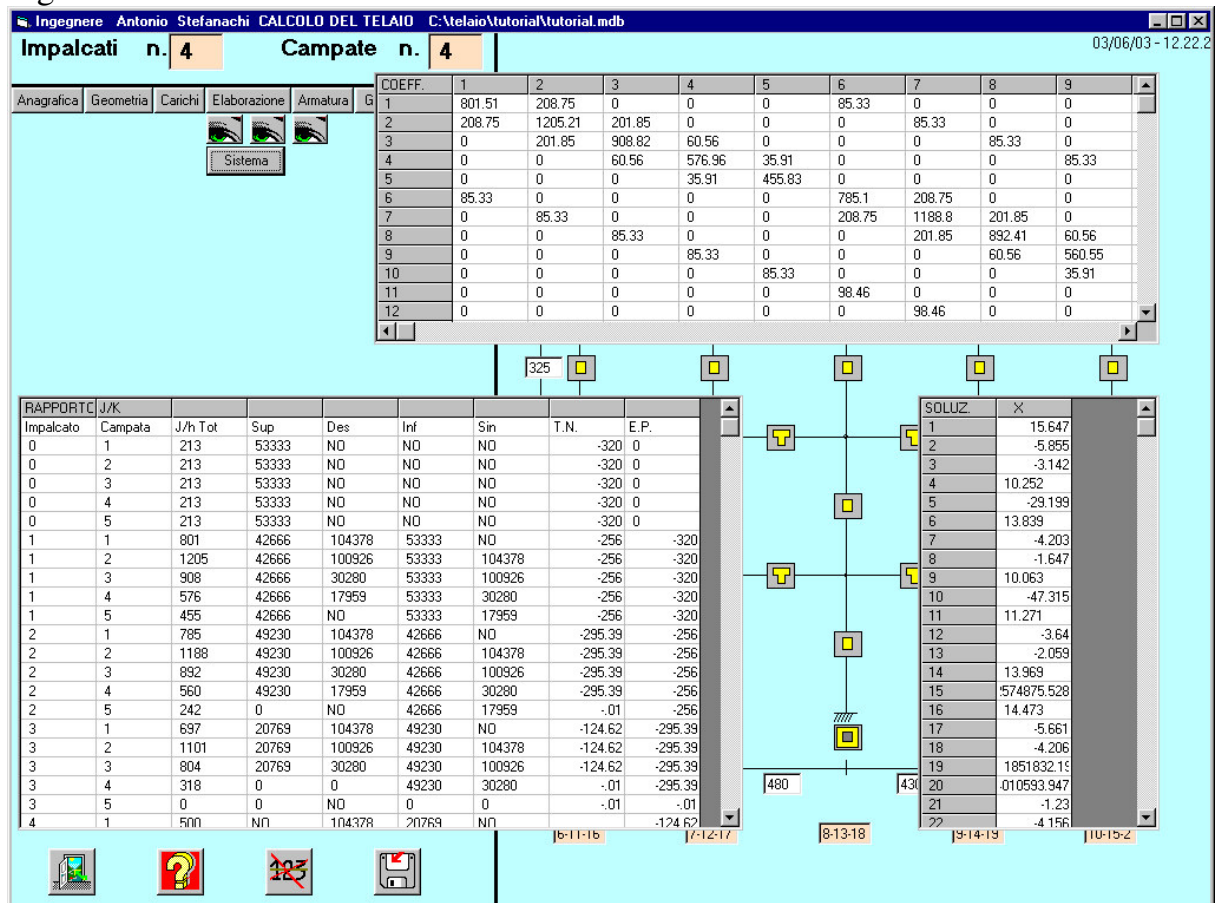 Ingegnere Antonio Stefanachi CALCOLO DEL TELAIO C:\telaio\tutorial\tutorial.mdb
Impalcati n. 4 Campate n. 4
03/06/03 - 12.22.2
Anagrafica Geometria Carichi Elaborazione Armatura G
Sistema
COEFF. 1 2 3 4 5 6 7 8 9
1 801.51 208.75 0 0 0 85.33 0 0 0
2 208.75 1205.21 201.85 0 0 0 85.33 0 0
3 0 201.85 908.82 60.56 0 0 0 85.33 0
4 0 0 60.56 576.96 35.91 0 0 0 85.33
5 0 0 0 35.91 455.83 0 0 0 0
6 85.33 0 0 0 0 785.1 208.75 0 0
7 0 85.33 0 0 0 208.75 1188.8 201.85 0
8 0 0 85.33 0 0 0 201.85 892.41 60.56
9 0 0 0 85.33 0 0 0 60.56 560.55
10 0 0 0 0 85.33 0 0 0 35.91
11 0 0 0 0 0 98.46 0 0 0
12 0 0 0 0 0 0 98.46 0 0
325
RAPPORTO J/K
Impalcato Campata J/h Tot Sup Des Inf Sin T.N. E.P.
0 1 213 53333 NO NO NO -320 0
0 2 213 53333 NO NO NO -320 0
0 3 213 53333 NO NO NO -320 0
0 4 213 53333 NO NO NO -320 0
0 5 213 53333 NO NO NO -320 0
1 1 801 42666 104378 53333 NO -256 -320
1 2 1205 42666 100926 53333 104378 -256 -320
1 3 908 42666 30280 53333 100926 -256 -320
1 4 576 42666 17959 53333 30280 -256 -320
1 5 455 42666 NO 53333 17959 -256 -320
2 1 785 49230 104378 42666 NO -295.39 -256
2 2 1188 49230 100926 42666 104378 -295.39 -256
2 3 892 49230 30280 42666 100926 -295.39 -256
2 4 560 49230 17959 42666 30280 -295.39 -256
2 5 242 0 NO 42666 17959 -.01 -256
3 1 697 20769 104378 49230 NO -124.62 -295.39
3 2 1101 20769 100926 49230 104378 -124.62 -295.39
3 3 804 20769 30280 49230 100926 -124.62 -295.39
3 4 318 0 0 49230 30280 -.01 -295.39
3 5 0 0 NO 0 0 -.01 -.01
4 1 500 NO 104378 20769 NO -124.62
SOLUZ. X
1 15.647
2 -5.855
3 -3.142
4 10.252
5 -29.199
6 13.839
7 -4.203
8 -1.647
9 10.063
10 -47.315
11 11.271
12 -3.64
13 -2.059
14 13.969
15 574875.528
16 14.473
17 -5.661
18 -4.206
19 1851832.19
20 010593.947
21 -1.23
22 -4.156
480 430
6-11-16 7-12-17 8-13-18 9-14-19 10-15-2
123